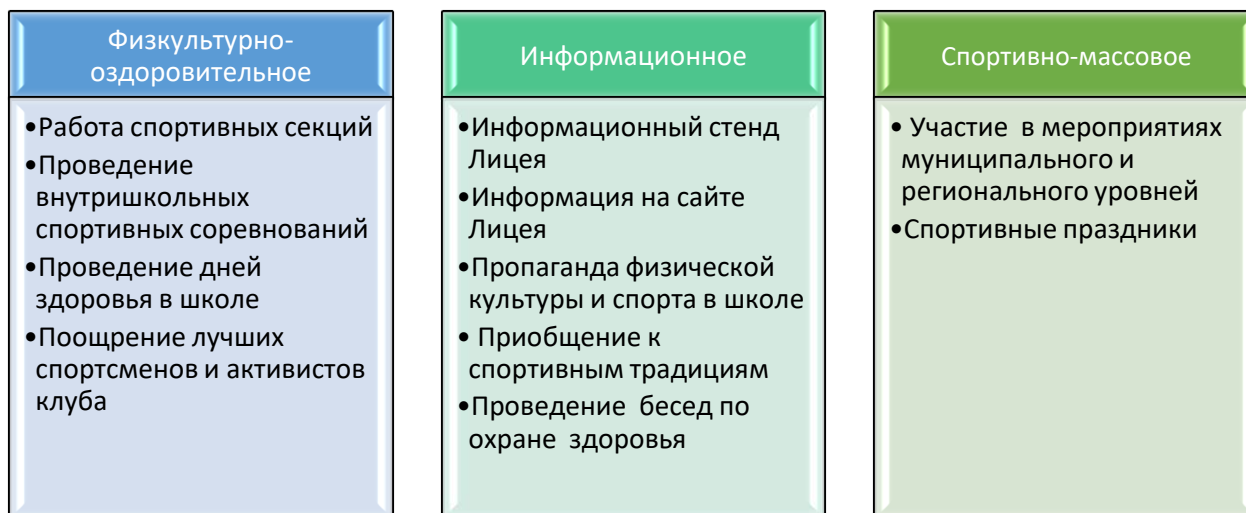 Физкультурно-
оздоровительное
•Работа спортивных секций
•Проведение
внутришкольных
спортивных соревнований
•Проведение дней
здоровья в школе
•Поощрение лучших
спортсменов и активистов
клуба
Информационное
•Информационный стенд
Лицея
•Информация на сайте
Лицея
•Пропаганда физической
культуры и спорта в школе
• Приобщение к
спортивным традициям
•Проведение бесед по
охране здоровья
Спортивно-массовое
• Участие в мероприятиях
муниципального и
регионального уровней
•Спортивные праздники